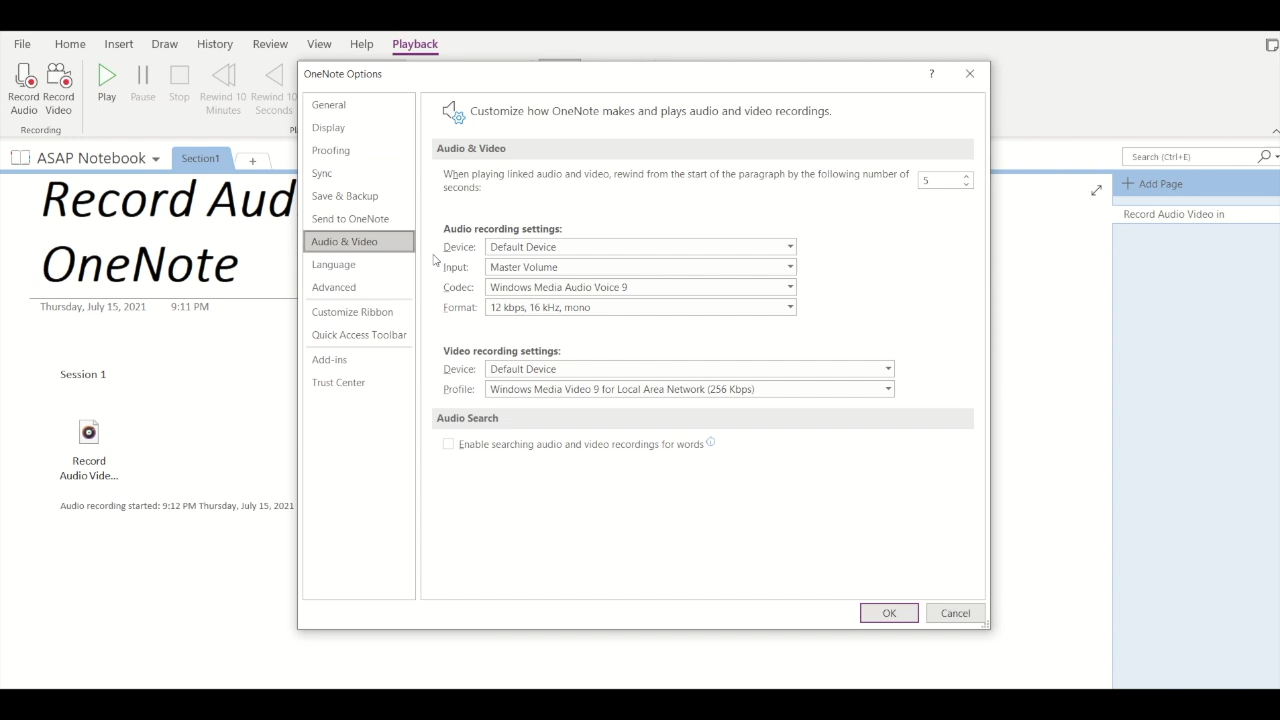 File Home Insert Draw History Review View Help Playback
Record Audio
Record Video
Play
Pause
Stop
Rewind 10 Minutes
Rewind 10 Seconds
Recording
ASAP Notebook
Section1
+
Search (Ctrl+E)
Add Page
Record Audio Video in
Record Aud
OneNote
Thursday, July 15, 2021 9:11 PM
Session 1
Record
Audio Vide...
Audio recording started: 9:12 PM Thursday, July 15, 2021
OneNote Options
?
General
Display
Proofing
Sync
Save & Backup
Send to OneNote
Audio & Video
Language
Advanced
Customize Ribbon
Quick Access Toolbar
Add-ins
Trust Center
Customize how OneNote makes and plays audio and video recordings.
Audio & Video
When playing linked audio and video, rewind from the start of the paragraph by the following number of
seconds:
5
Audio recording settings:
Device: Default Device
Input: Master Volume
Codec: Windows Media Audio Voice 9
Format: 12 kbps, 16 kHz, mono
Video recording settings:
Device: Default Device
Profile: Windows Media Video 9 for Local Area Network (256 Kbps)
Audio Search
Enable searching audio and video recordings for words
OK Cancel